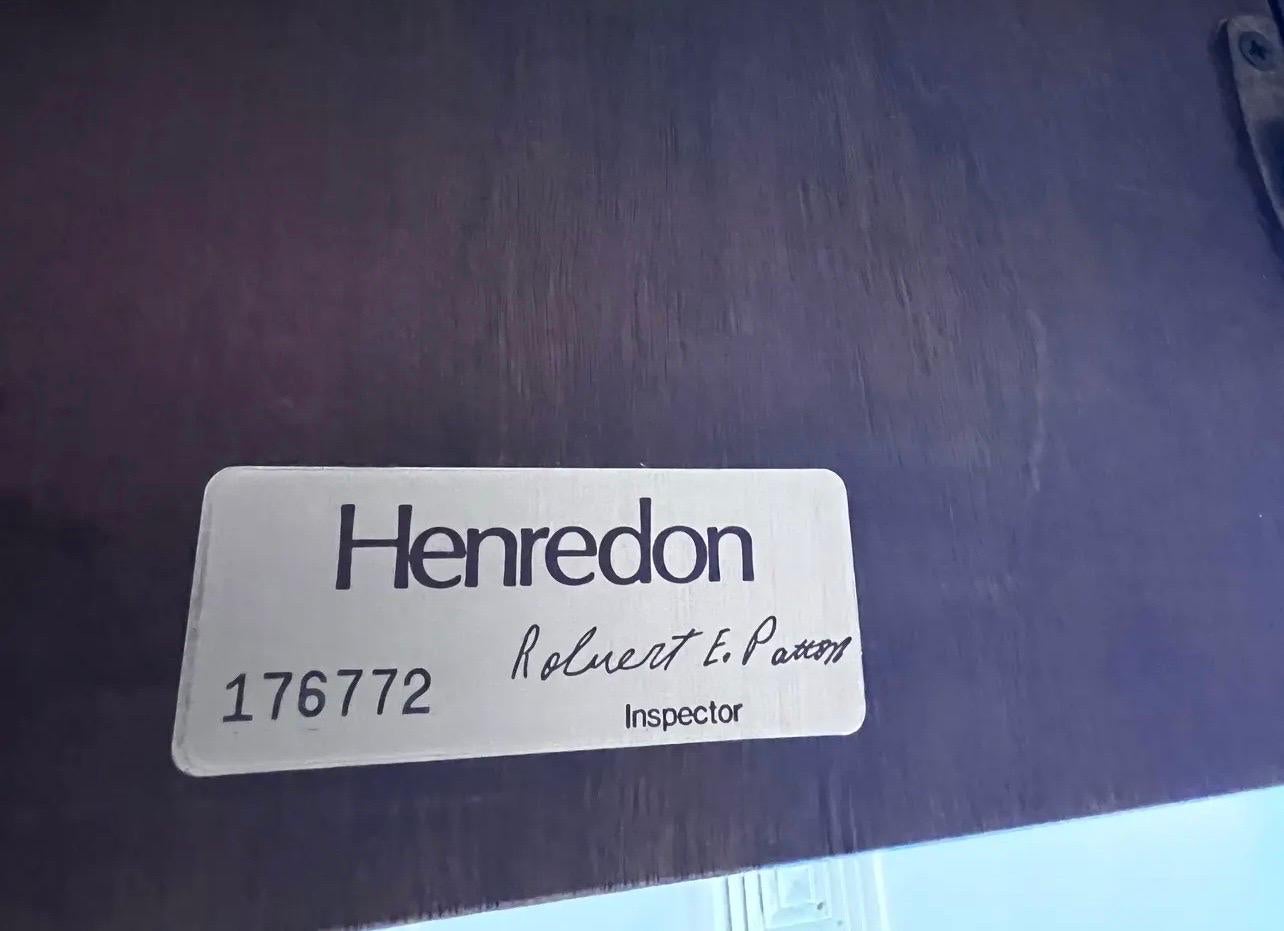 Henredon
Robert E. Patton
176772
Inspector